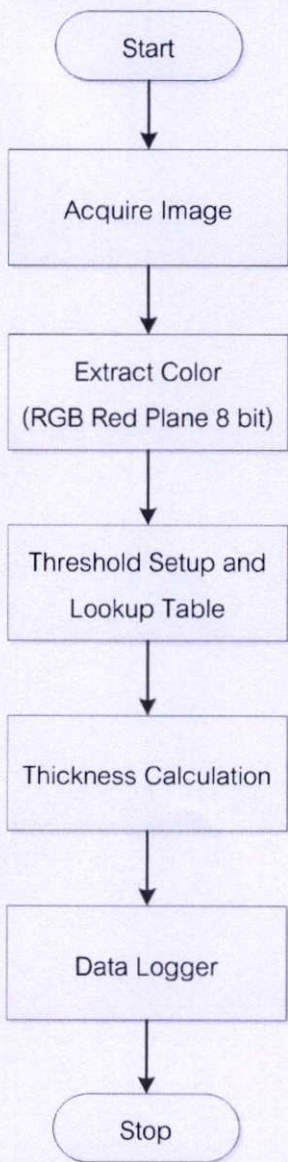 Start
Acquire Image
Extract Color
(RGB Red Plane 8 bit)
Threshold Setup and
Lookup Table
Thickness Calculation
Data Logger
Stop